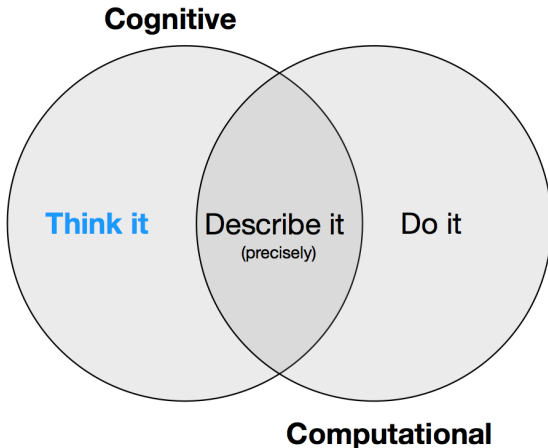 Cognitive
Think it
Describe it
(precisely)
Do it
Computational